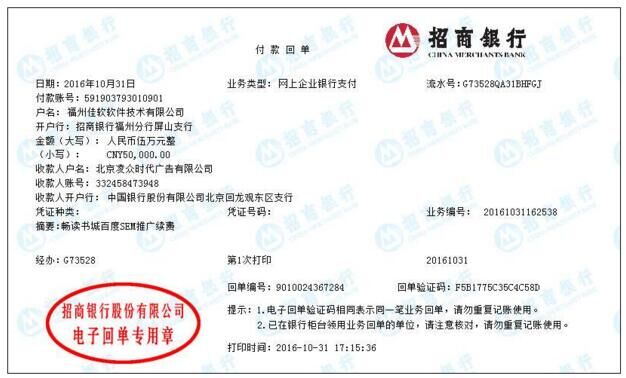 招商银行
CHINA MERCHANTS BANK
付款回单
日期：2016年10月31日 业务类型：网上企业银行支付 流水号：G73528QA31BHFGJ
付款账号：591903793010901
户名：福州佳软软件技术有限公司
开户行：招商银行福州分行屏山支行
金额（大写）：人民币伍万元整
（小写）：CNY50,000.00
收款人户名：北京凌众时代广告有限公司
收款人账号：332458473948
收款人开户行：中国银行股份有限公司北京回龙观东区支行
凭证种类： 凭证号码： 业务编号：20161031162538
摘要：畅读书城百度SEM推广续费
经办：G73528 第1次打印 20161031
回单编号：9010024367284 回单验证码：F5B1775C35C4C58D
提示：1.电子回单验证码相同表示同一笔业务回单，请勿重复记账使用。
2.已在银行柜台领用业务回单的单位，请注意核对，请勿重复记账使用。
打印时间：2016-10-31 17:15:36
招商银行股份有限公司
电子回单专用章